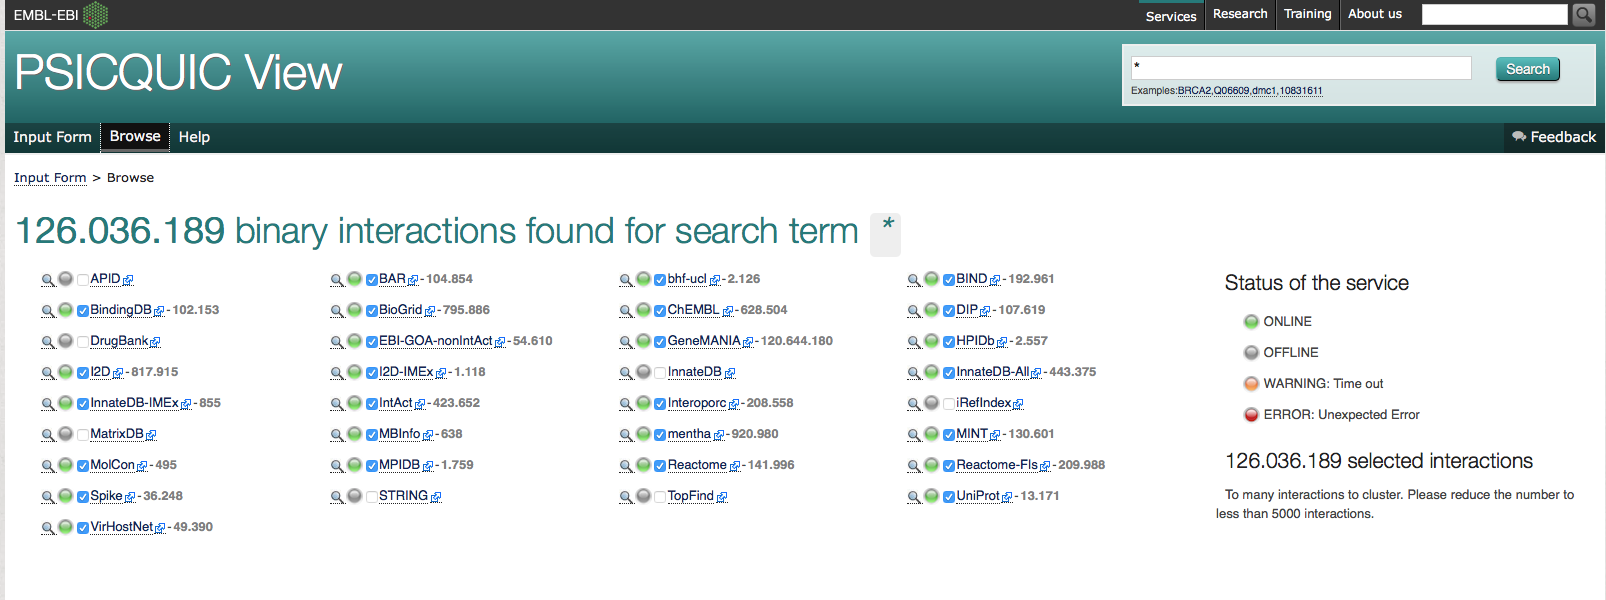 EMBL-EBI
Services Research Training About us
PSICQUIC View
*
Search
Examples:BRCA2,Q06609,dmc1,10831611
Input Form Browse Help
Feedback
Input Form > Browse
126.036.189 binary interactions found for search term *
APID BAR - 104.854 bhf-ucl - 2.126 BIND - 192.961
BindingDB - 102.153 BioGrid - 795.886 ChEMBL - 628.504 DIP - 107.619
DrugBank EBI-GOA-nonIntAct - 54.610 GeneMANIA - 120.644.180 HPIDb - 2.557
I2D - 817.915 I2D-IMEx - 1.118 InnateDB InnateDB-All - 443.375
InnateDB-IMEx - 855 IntAct - 423.652 Interoporc - 208.558 iRefIndex
MatrixDB MBInfo - 638 mentha - 920.980 MINT - 130.601
MolCon - 495 MPIDB - 1.759 Reactome - 141.996 Reactome-FIs - 209.988
Spike - 36.248 STRING TopFind UniProt - 13.171
VirHostNet - 49.390
Status of the service
ONLINE
OFFLINE
WARNING: Time out
ERROR: Unexpected Error
126.036.189 selected interactions
To many interactions to cluster. Please reduce the number to
less than 5000 interactions.